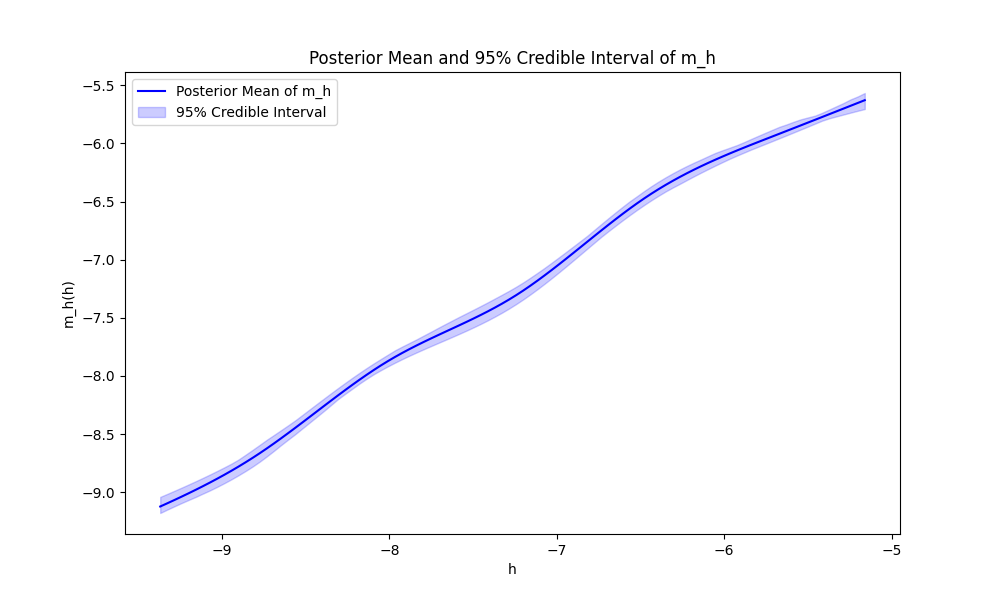 Posterior Mean and 95% Credible Interval of m_h
Posterior Mean of m_h
95% Credible Interval
−5.5
−6.0
−6.5
−7.0
−7.5
−8.0
−8.5
−9.0
m_h(h)
−9
−8
−7
−6
−5
h